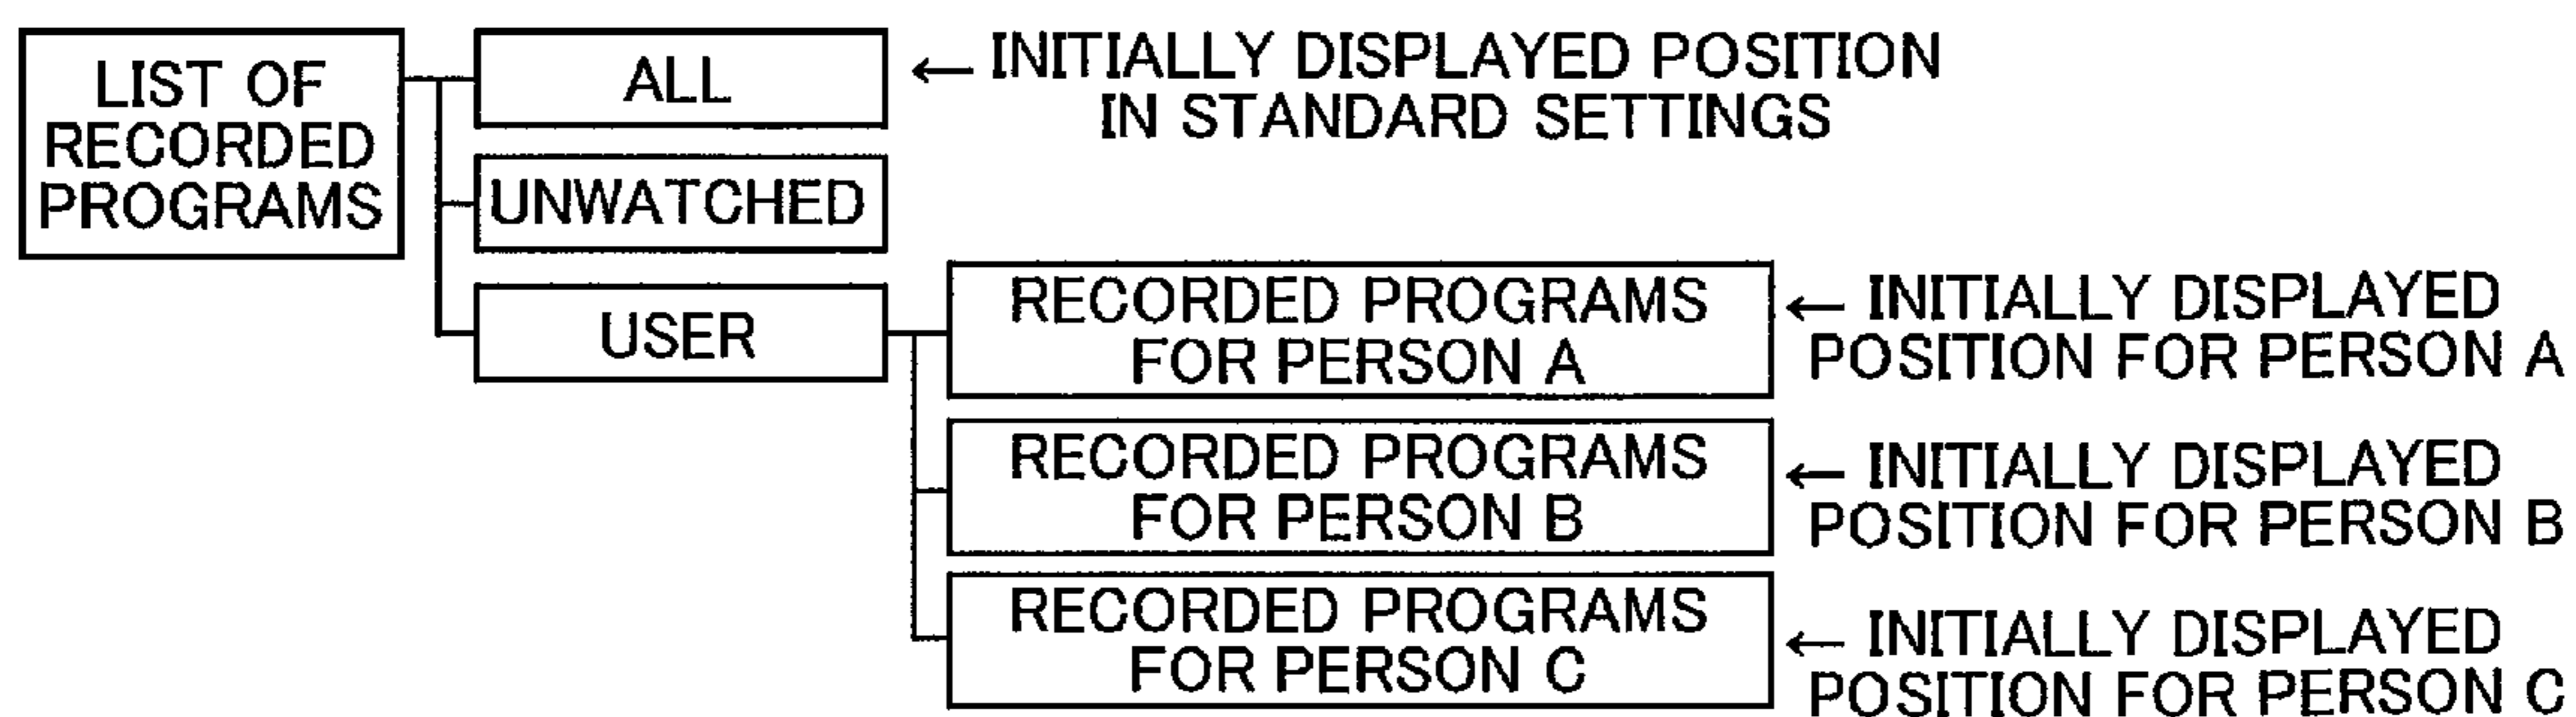 LIST OF
RECORDED
PROGRAMS
ALL
← INITIALLY DISPLAYED POSITION
IN STANDARD SETTINGS
UNWATCHED
USER
RECORDED PROGRAMS
FOR PERSON A
← INITIALLY DISPLAYED
POSITION FOR PERSON A
RECORDED PROGRAMS
FOR PERSON B
← INITIALLY DISPLAYED
POSITION FOR PERSON B
RECORDED PROGRAMS
FOR PERSON C
← INITIALLY DISPLAYED
POSITION FOR PERSON C